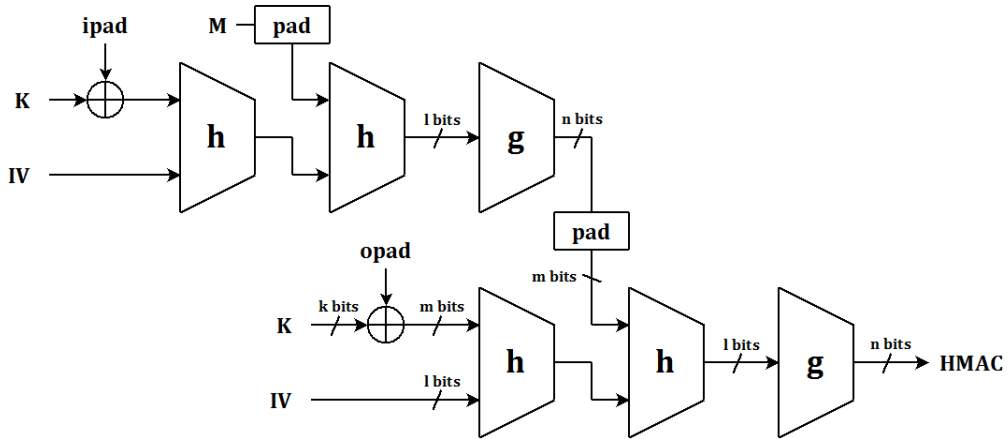 ipad
M
pad
K
h
h
l bits
g
n bits
IV
pad
opad
m bits
K
k bits
m bits
h
h
l bits
g
n bits
HMAC
IV
l bits